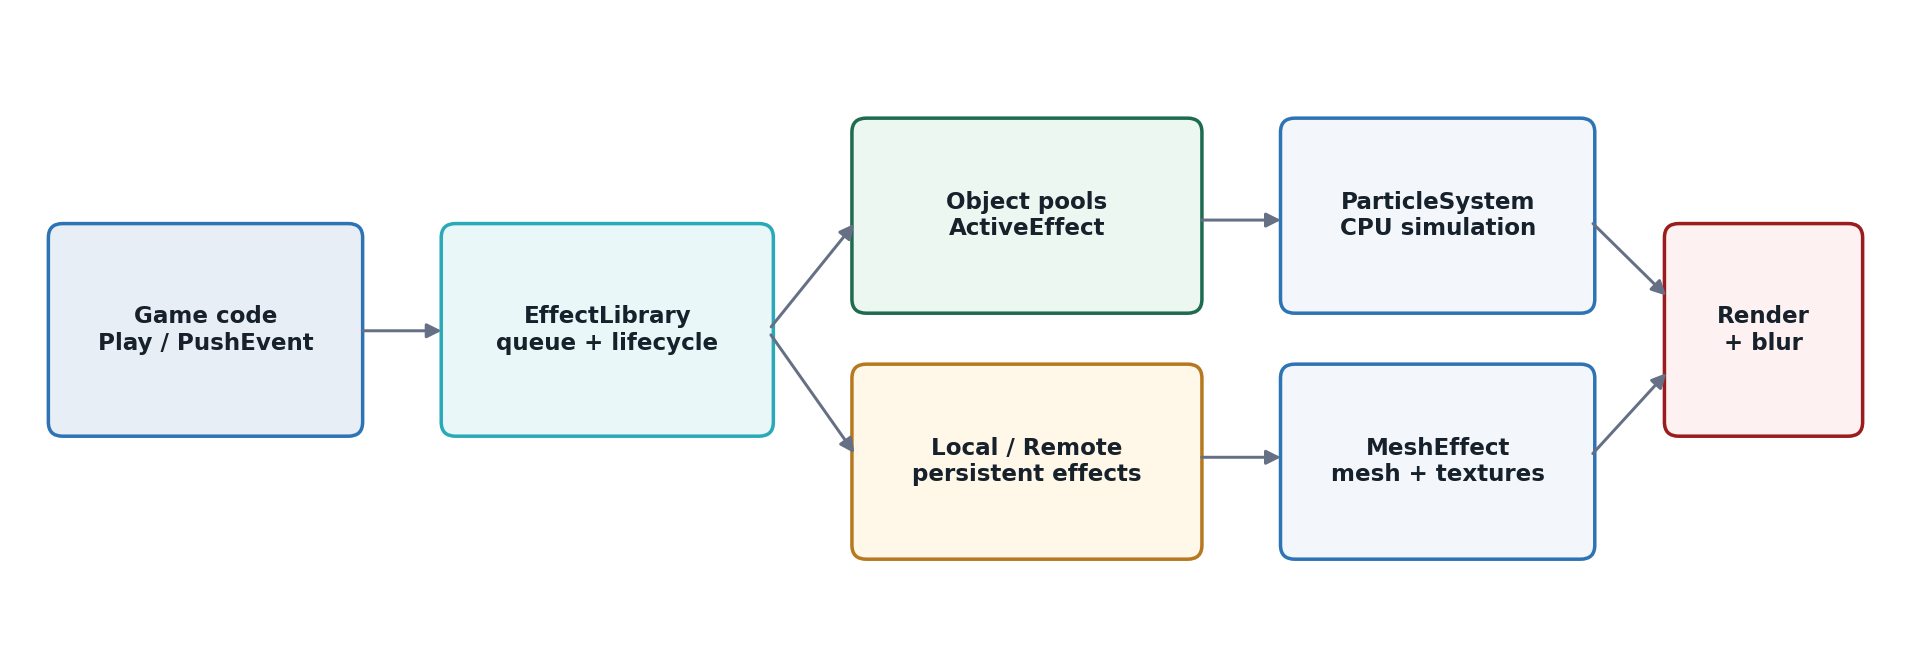 Game code
Play / PushEvent
EffectLibrary
queue + lifecycle
Object pools
ActiveEffect
ParticleSystem
CPU simulation
Local / Remote
persistent effects
MeshEffect
mesh + textures
Render
+ blur